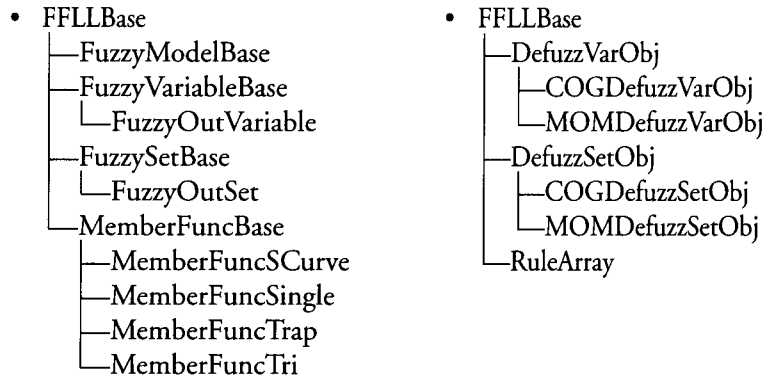 • FFLLBase
FuzzyModelBase
FuzzyVariableBase
FuzzyOutVariable
FuzzySetBase
FuzzyOutSet
MemberFuncBase
MemberFuncSCurve
MemberFuncSingle
MemberFuncTrap
MemberFuncTri
• FFLLBase
DefuzzVarObj
COGDefuzzVarObj
MOMDefuzzVarObj
DefuzzSetObj
COGDefuzzSetObj
MOMDefuzzSetObj
RuleArray